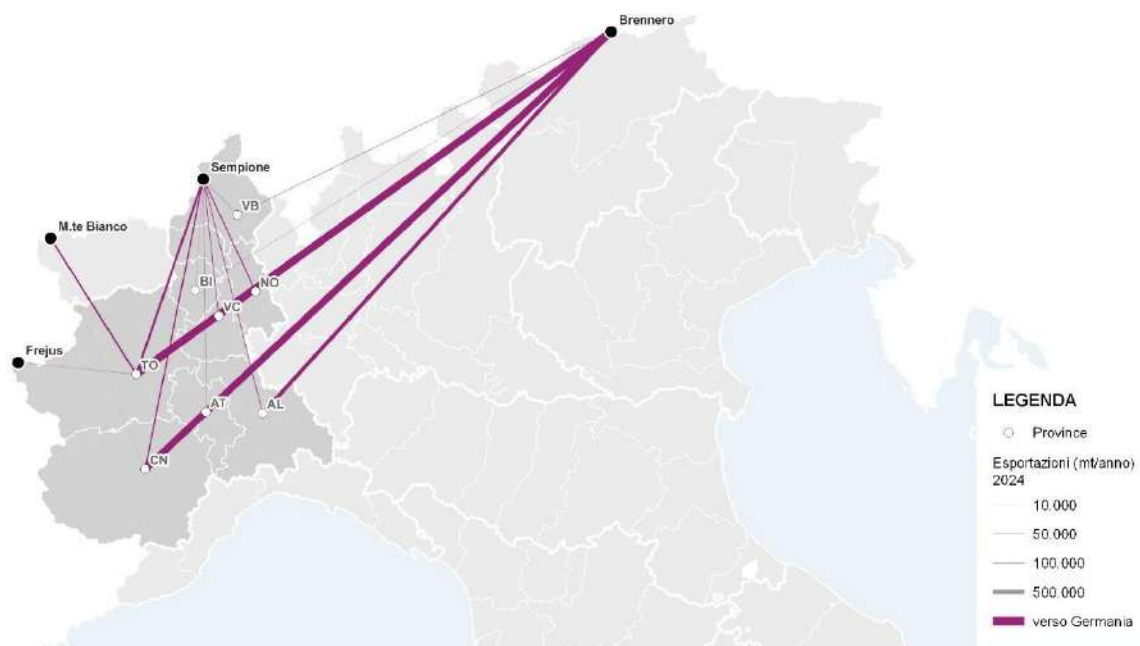 Brennero
Sempione
VB
M.te Bianco
BI
NO
VC
Frejus
TO
AT
AL
CN
LEGENDA
Province
Esportazioni (mt/anno)
2024
10.000
50.000
100.000
500.000
verso Germania